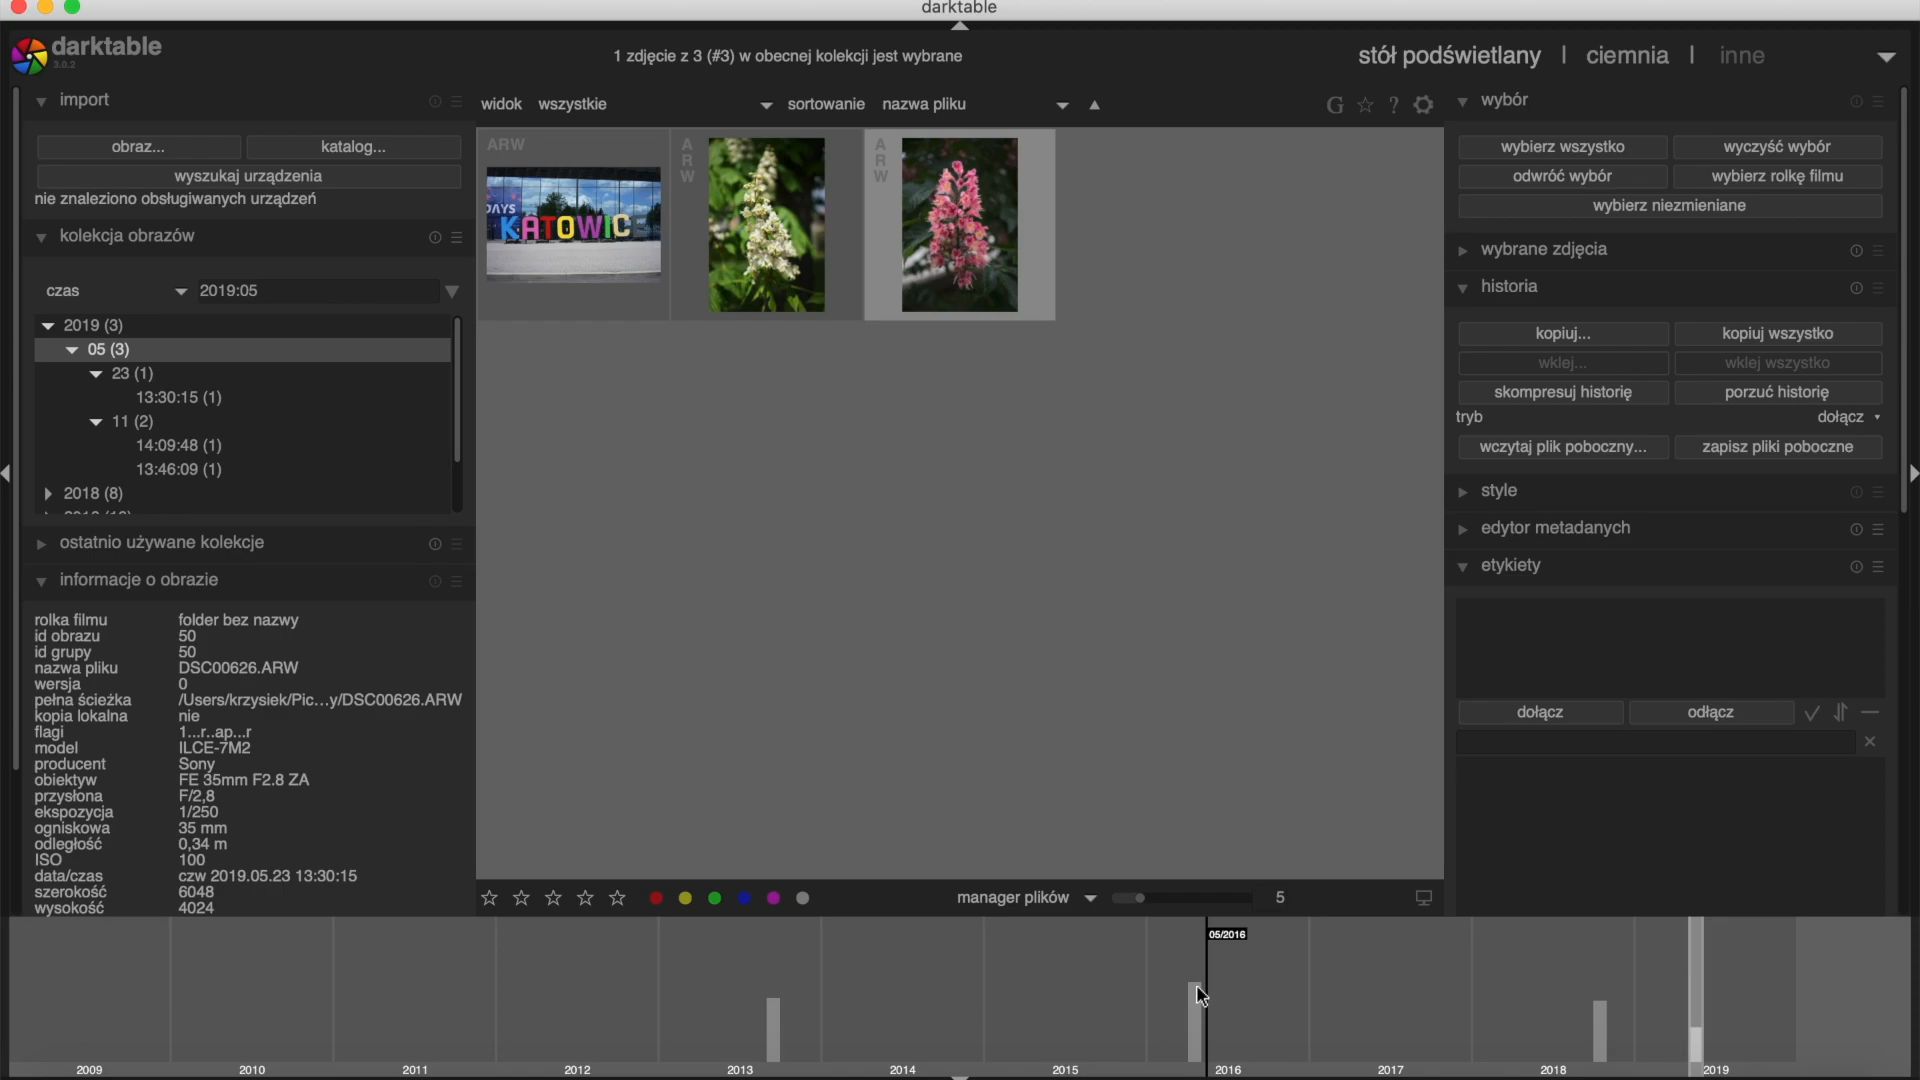 darktable
darktable
3.0.2
1 zdjęcie z 3 (#3) w obecnej kolekcji jest wybrane
stół podświetlany | ciemnia | inne
import
obraz...
katalog...
wyszukaj urządzenia
nie znaleziono obsługiwanych urządzeń
kolekcja obrazów
czas
2019:05
2019 (3)
05 (3)
23 (1)
13:30:15 (1)
11 (2)
14:09:48 (1)
13:46:09 (1)
2018 (8)
ostatnio używane kolekcje
informacje o obrazie
rolka filmu folder bez nazwy
id obrazu 50
id grupy 50
nazwa pliku DSC00626.ARW
wersja 0
pełna ścieżka /Users/krzysiek/Pic...y/DSC00626.ARW
kopia lokalna nie
flagi 1...r..ap...r
model ILCE-7M2
producent Sony
obiektyw FE 35mm F2.8 ZA
przysłona F/2,8
ekspozycja 1/250
ogniskowa 35 mm
odległość 0,34 m
ISO 100
data/czas czw 2019.05.23 13:30:15
szerokość 6048
wysokość 4024
widok wszystkie sortowanie nazwa pliku
G ?
ARW
ARW
ARW
DAYS
KATOWIC
manager plików 5
wybór
wybierz wszystko
wyczyść wybór
odwróć wybór
wybierz rolkę filmu
wybierz niezmieniane
wybrane zdjęcia
historia
kopiuj...
kopiuj wszystko
wklej...
wklej wszystko
skompresuj historię
porzuć historię
tryb dołącz
wczytaj plik poboczny...
zapisz pliki poboczne
style
edytor metadanych
etykiety
dołącz
odłącz
05/2016
2009 2010 2011 2012 2013 2014 2015 2016 2017 2018 2019